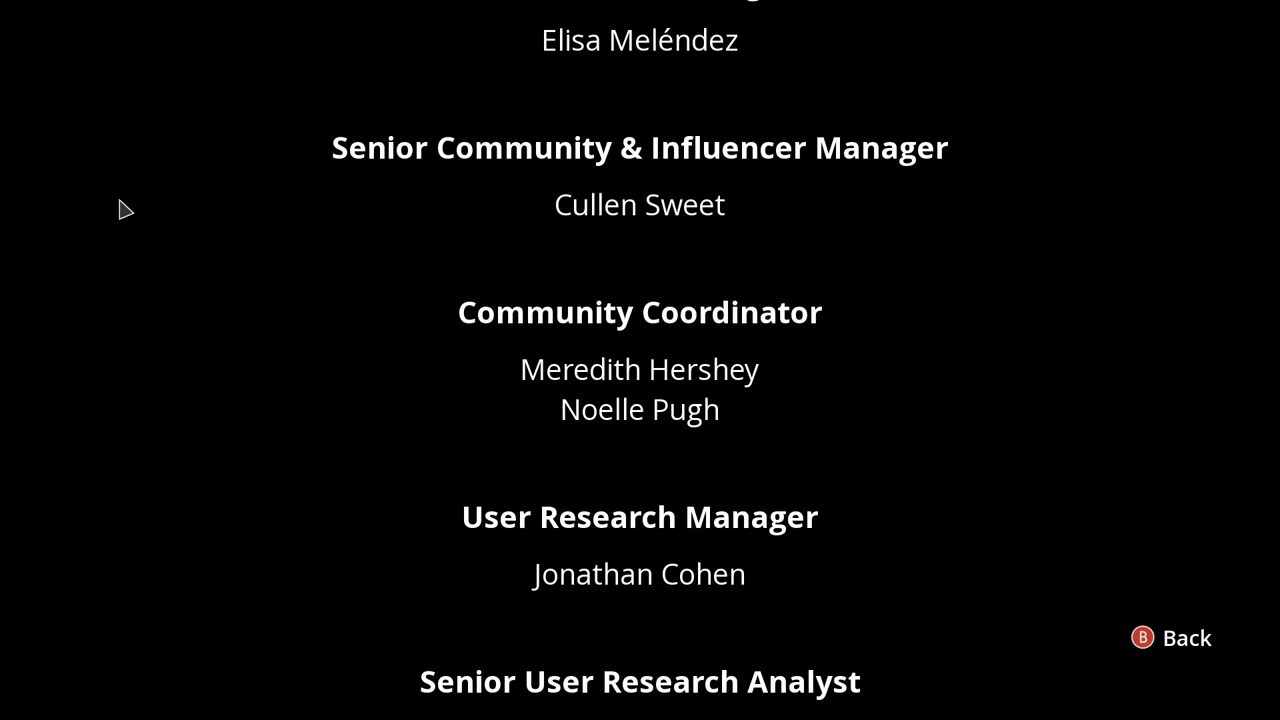 Elisa Meléndez
Senior Community & Influencer Manager
Cullen Sweet
Community Coordinator
Meredith Hershey
Noelle Pugh
User Research Manager
Jonathan Cohen
B Back
Senior User Research Analyst